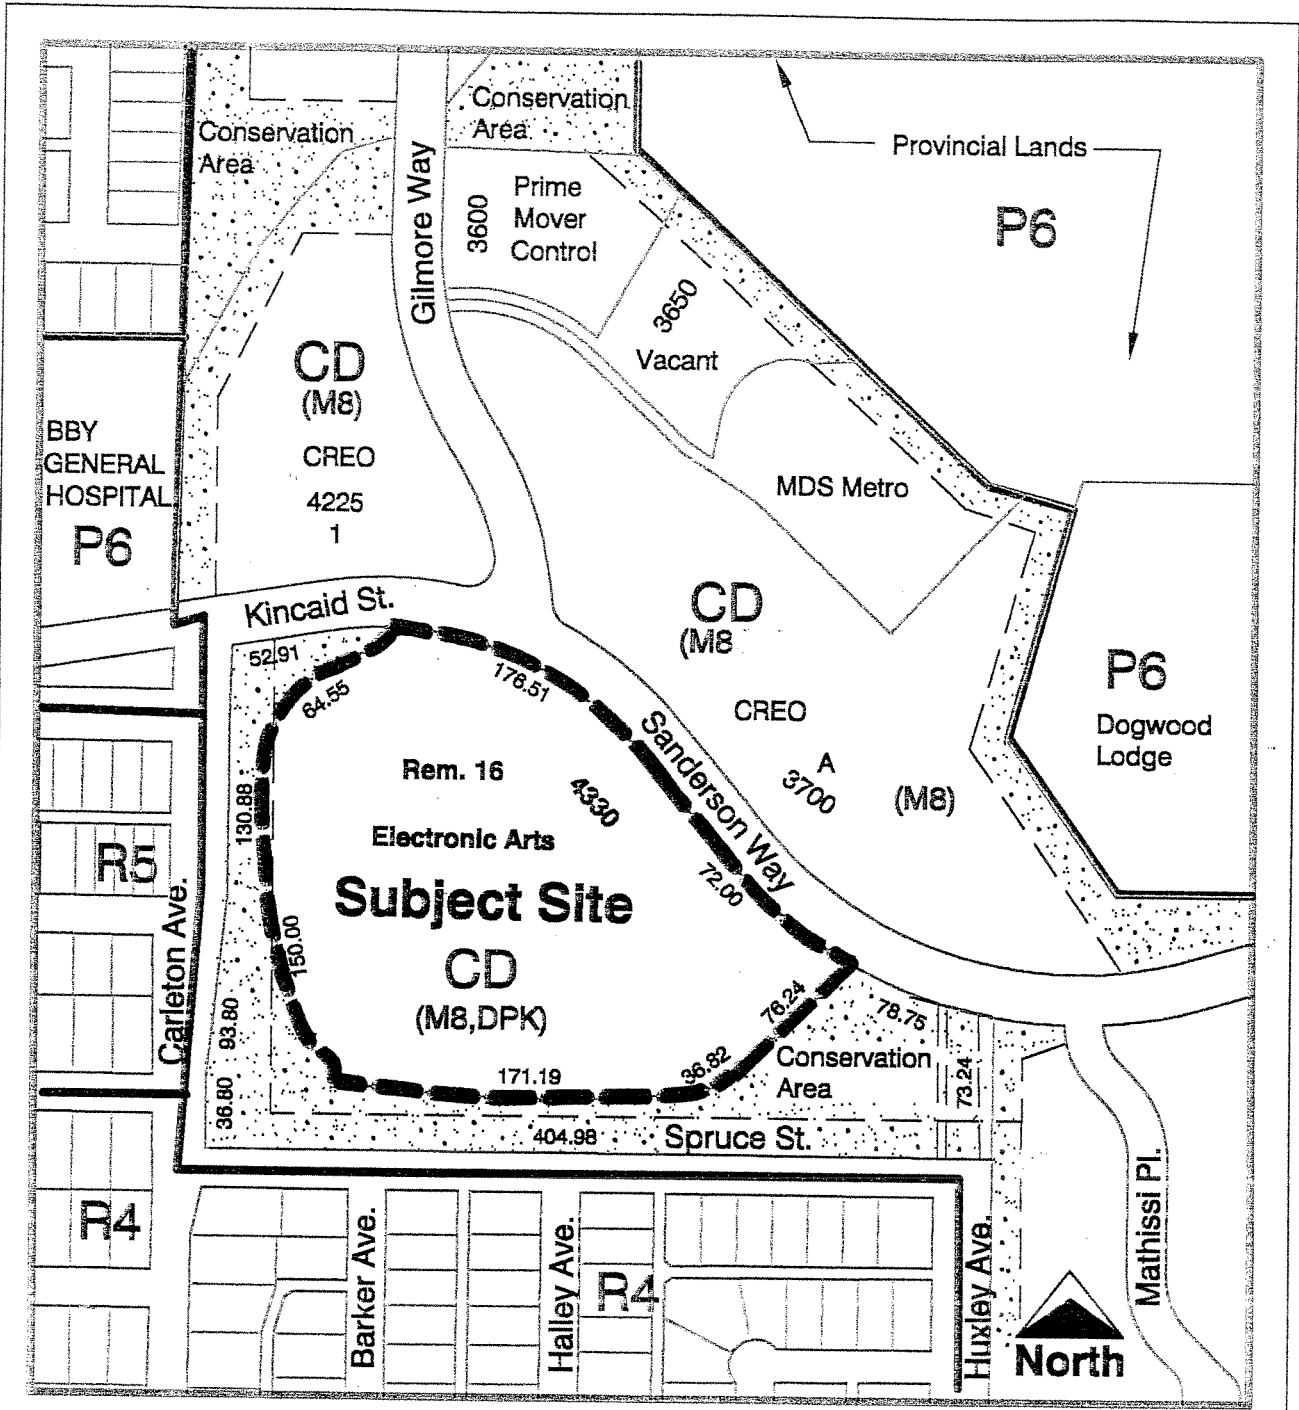 Conservation
Area
Conservation
Area
Provincial Lands
P6
Gilmore Way
3600
Prime
Mover
Control
3650
Vacant
CD
(M8)
CREO
4225
1
BBY
GENERAL
HOSPITAL
P6
MDS Metro
Kincaid St.
CD
(M8
CREO
A
3700
(M8)
P6
Dogwood
Lodge
52.91
64.55
176.51
Sanderson Way
Rem. 16
4330
Electronic Arts
Subject Site
CD
(M8,DPK)
130.88
150.00
93.80
36.80
72.00
76.24
78.75
36.82
171.19
Conservation
Area
73.24
404.98
Spruce St.
R5
Carleton Ave.
R4
Barker Ave.
Halley Ave.
R4
Huxley Ave.
Mathissi Pl.
North